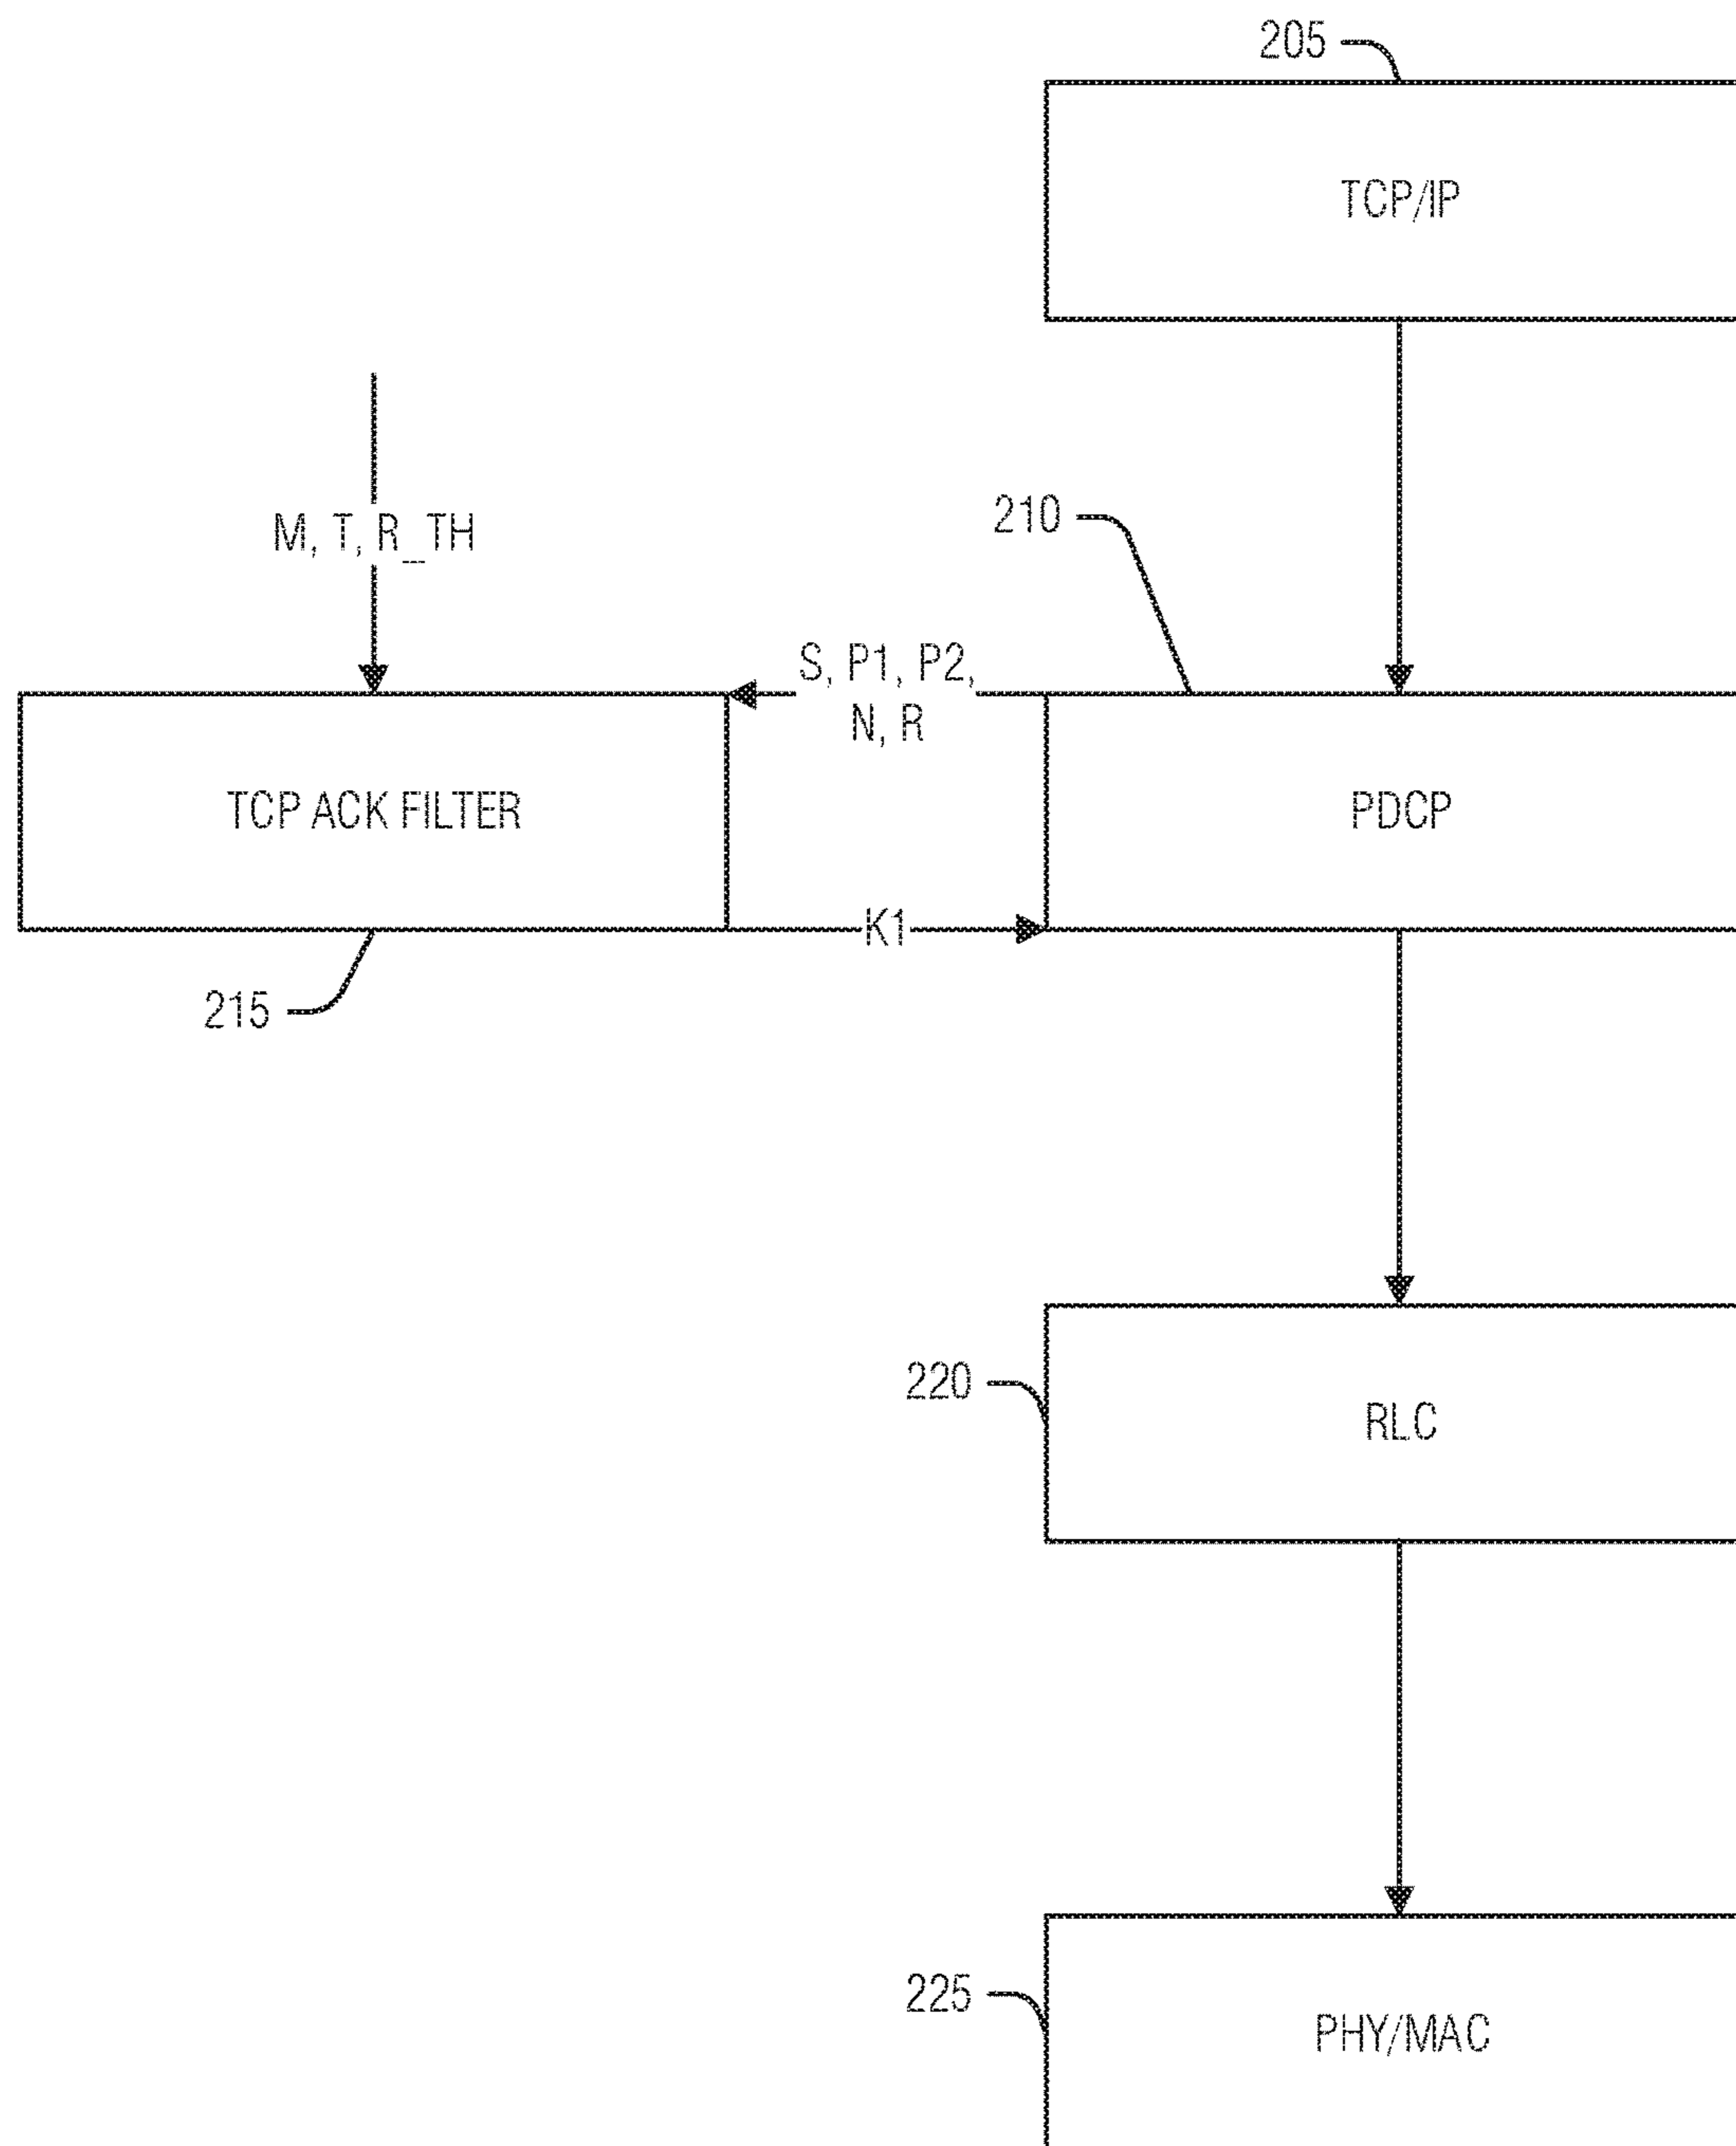 205
TCP/IP
M, T, R_TH
210
S, P1, P2,
N, R
TCP ACK FILTER
PDCP
K1
215
220
RLC
225
PHY/MAC